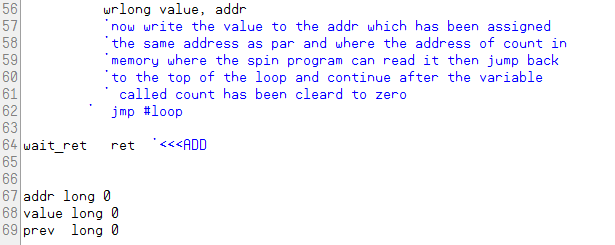 56 wrlong value, addr
57 'now write the value to the addr which has been assigned
58 'the same address as par and where the address of count in
59 'memory where the spin program can read it then jump back
60 'to the top of the loop and continue after the variable
61 ' called count has been cleard to zero
62 ' jmp #loop
63
64 wait_ret ret '<<<ADD
65
66
67 addr long 0
68 value long 0
69 prev long 0